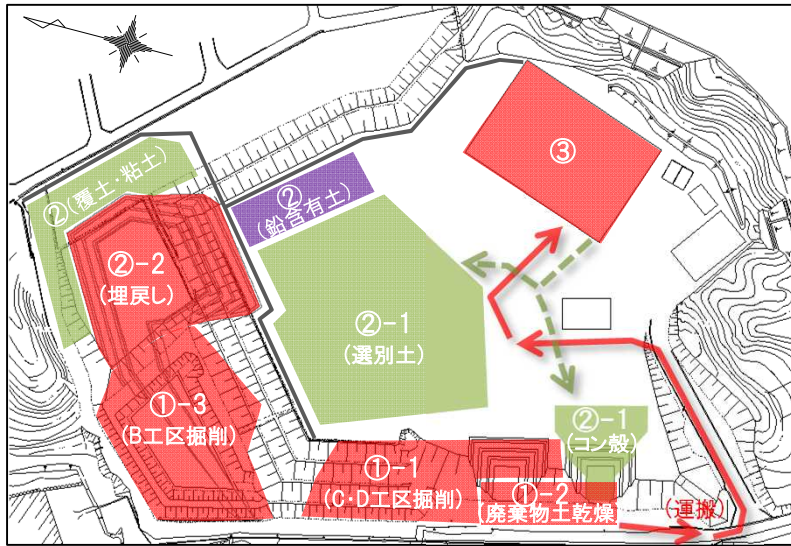 ③
②(覆土・粘土)
②
(鉛含有土)
②-2
(埋戻し)
②-1
(選別土)
①-3
(B工区掘削)
②-1
(コン殻)
①-1
(C・D工区掘削)
①-2
(廃棄物土乾燥)
(運搬)